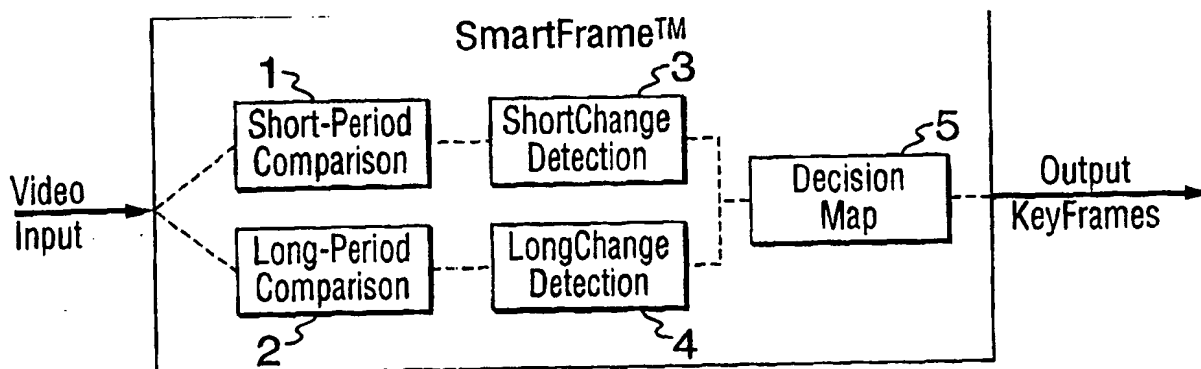 SmartFrame™
1
3
Short-Period
Comparison
ShortChange
Detection
5
Video
Input
Decision
Map
Output
KeyFrames
Long-Period
Comparison
LongChange
Detection
2
4